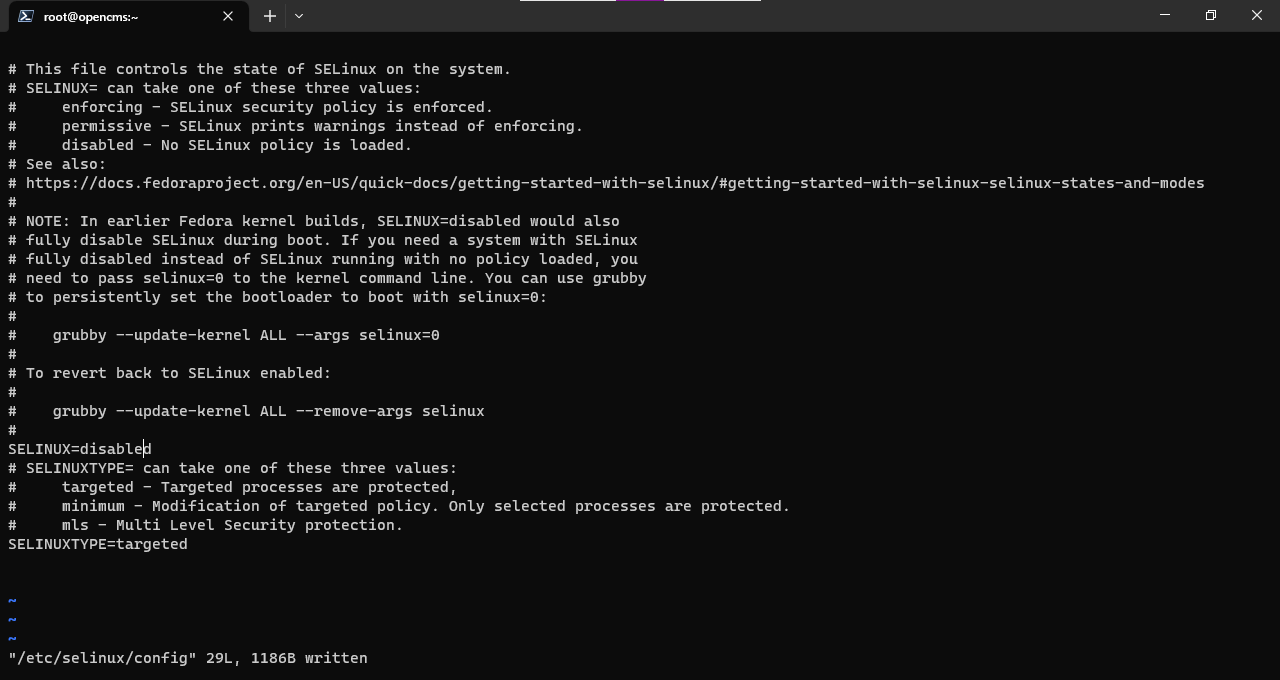 root@opencms:~
# This file controls the state of SELinux on the system.
# SELINUX= can take one of these three values:
#     enforcing - SELinux security policy is enforced.
#     permissive - SELinux prints warnings instead of enforcing.
#     disabled - No SELinux policy is loaded.
# See also:
# https://docs.fedoraproject.org/en-US/quick-docs/getting-started-with-selinux/#getting-started-with-selinux-selinux-states-and-modes
#
# NOTE: In earlier Fedora kernel builds, SELINUX=disabled would also
# fully disable SELinux during boot. If you need a system with SELinux
# fully disabled instead of SELinux running with no policy loaded, you
# need to pass selinux=0 to the kernel command line. You can use grubby
# to persistently set the bootloader to boot with selinux=0:
#
#    grubby --update-kernel ALL --args selinux=0
#
# To revert back to SELinux enabled:
#
#    grubby --update-kernel ALL --remove-args selinux
#
SELINUX=disabled
# SELINUXTYPE= can take one of these three values:
#     targeted - Targeted processes are protected,
#     minimum - Modification of targeted policy. Only selected processes are protected.
#     mls - Multi Level Security protection.
SELINUXTYPE=targeted
~
~
~
"/etc/selinux/config" 29L, 1186B written